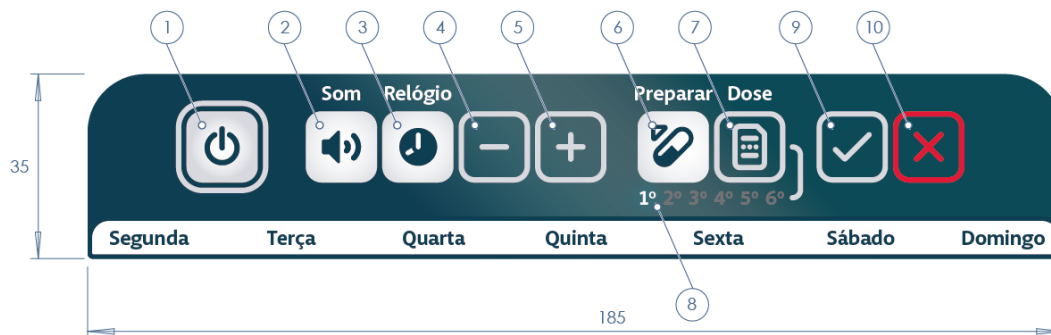 1 2 3 4 5 6 7 9 10
Som Relógio Preparar Dose
35
1º 2º 3º 4º 5º 6º
Segunda Terça Quarta Quinta Sexta Sábado Domingo
8
185